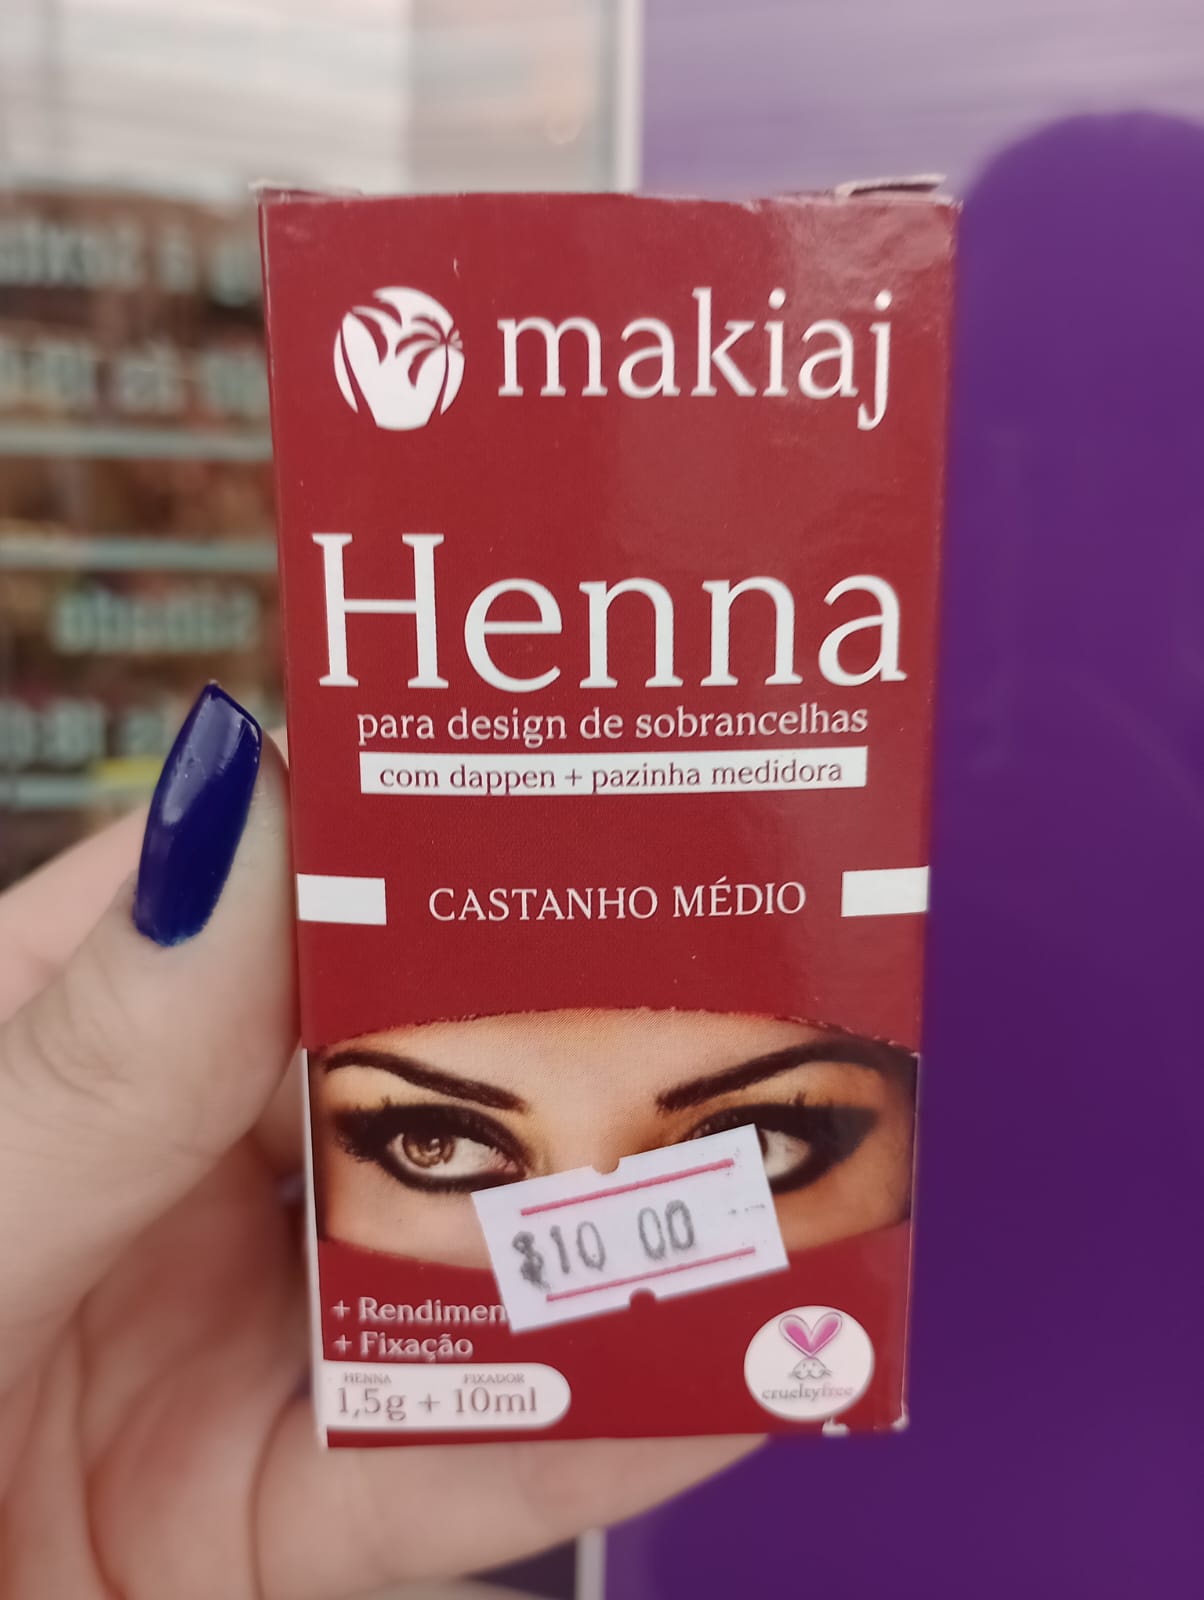 makiaj
Henna
para design de sobrancelhas
com dappen + pazinha medidora
CASTANHO MÉDIO
$10 00
+ Rendimen
+ Fixação
HENNA FIXADOR
1,5g + 10ml
crueltyfree